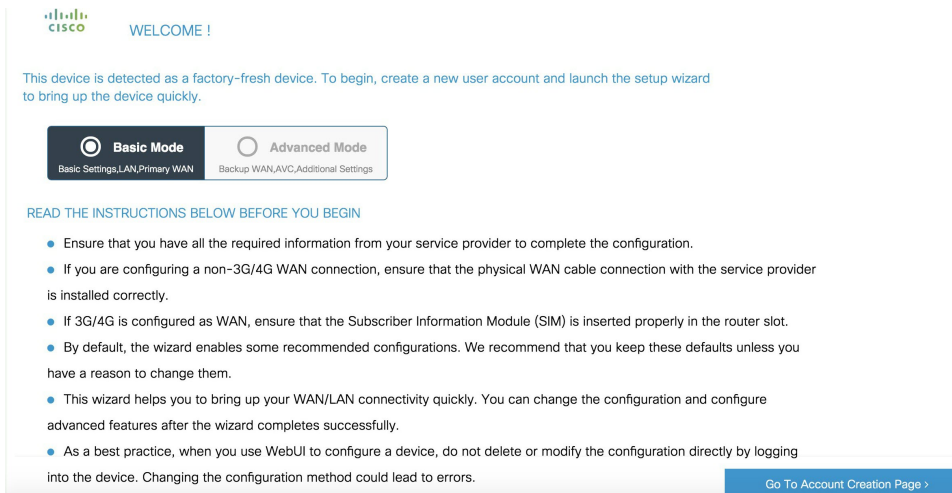 CISCO
WELCOME !
This device is detected as a factory-fresh device. To begin, create a new user account and launch the setup wizard
to bring up the device quickly.
Basic Mode
Basic Settings,LAN,Primary WAN
Advanced Mode
Backup WAN,AVC,Additional Settings
READ THE INSTRUCTIONS BELOW BEFORE YOU BEGIN
● Ensure that you have all the required information from your service provider to complete the configuration.
● If you are configuring a non-3G/4G WAN connection, ensure that the physical WAN cable connection with the service provider
is installed correctly.
● If 3G/4G is configured as WAN, ensure that the Subscriber Information Module (SIM) is inserted properly in the router slot.
● By default, the wizard enables some recommended configurations. We recommend that you keep these defaults unless you
have a reason to change them.
● This wizard helps you to bring up your WAN/LAN connectivity quickly. You can change the configuration and configure
advanced features after the wizard completes successfully.
● As a best practice, when you use WebUI to configure a device, do not delete or modify the configuration directly by logging
into the device. Changing the configuration method could lead to errors.
Go To Account Creation Page >